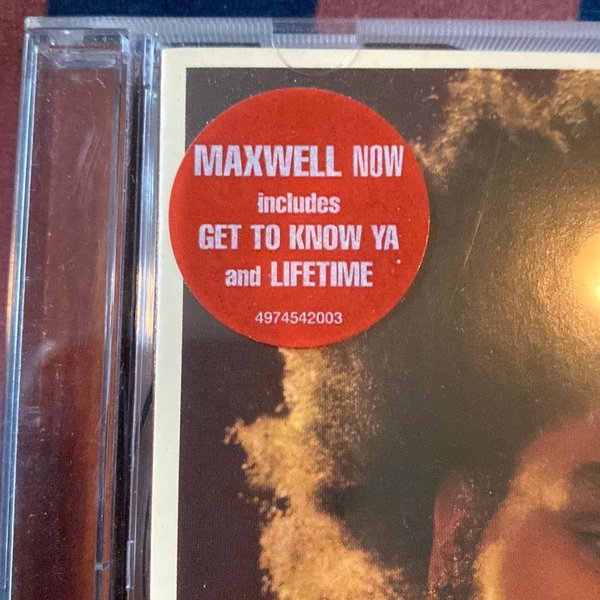 MAXWELL NOW
includes
GET TO KNOW YA
and LIFETIME
4974542003